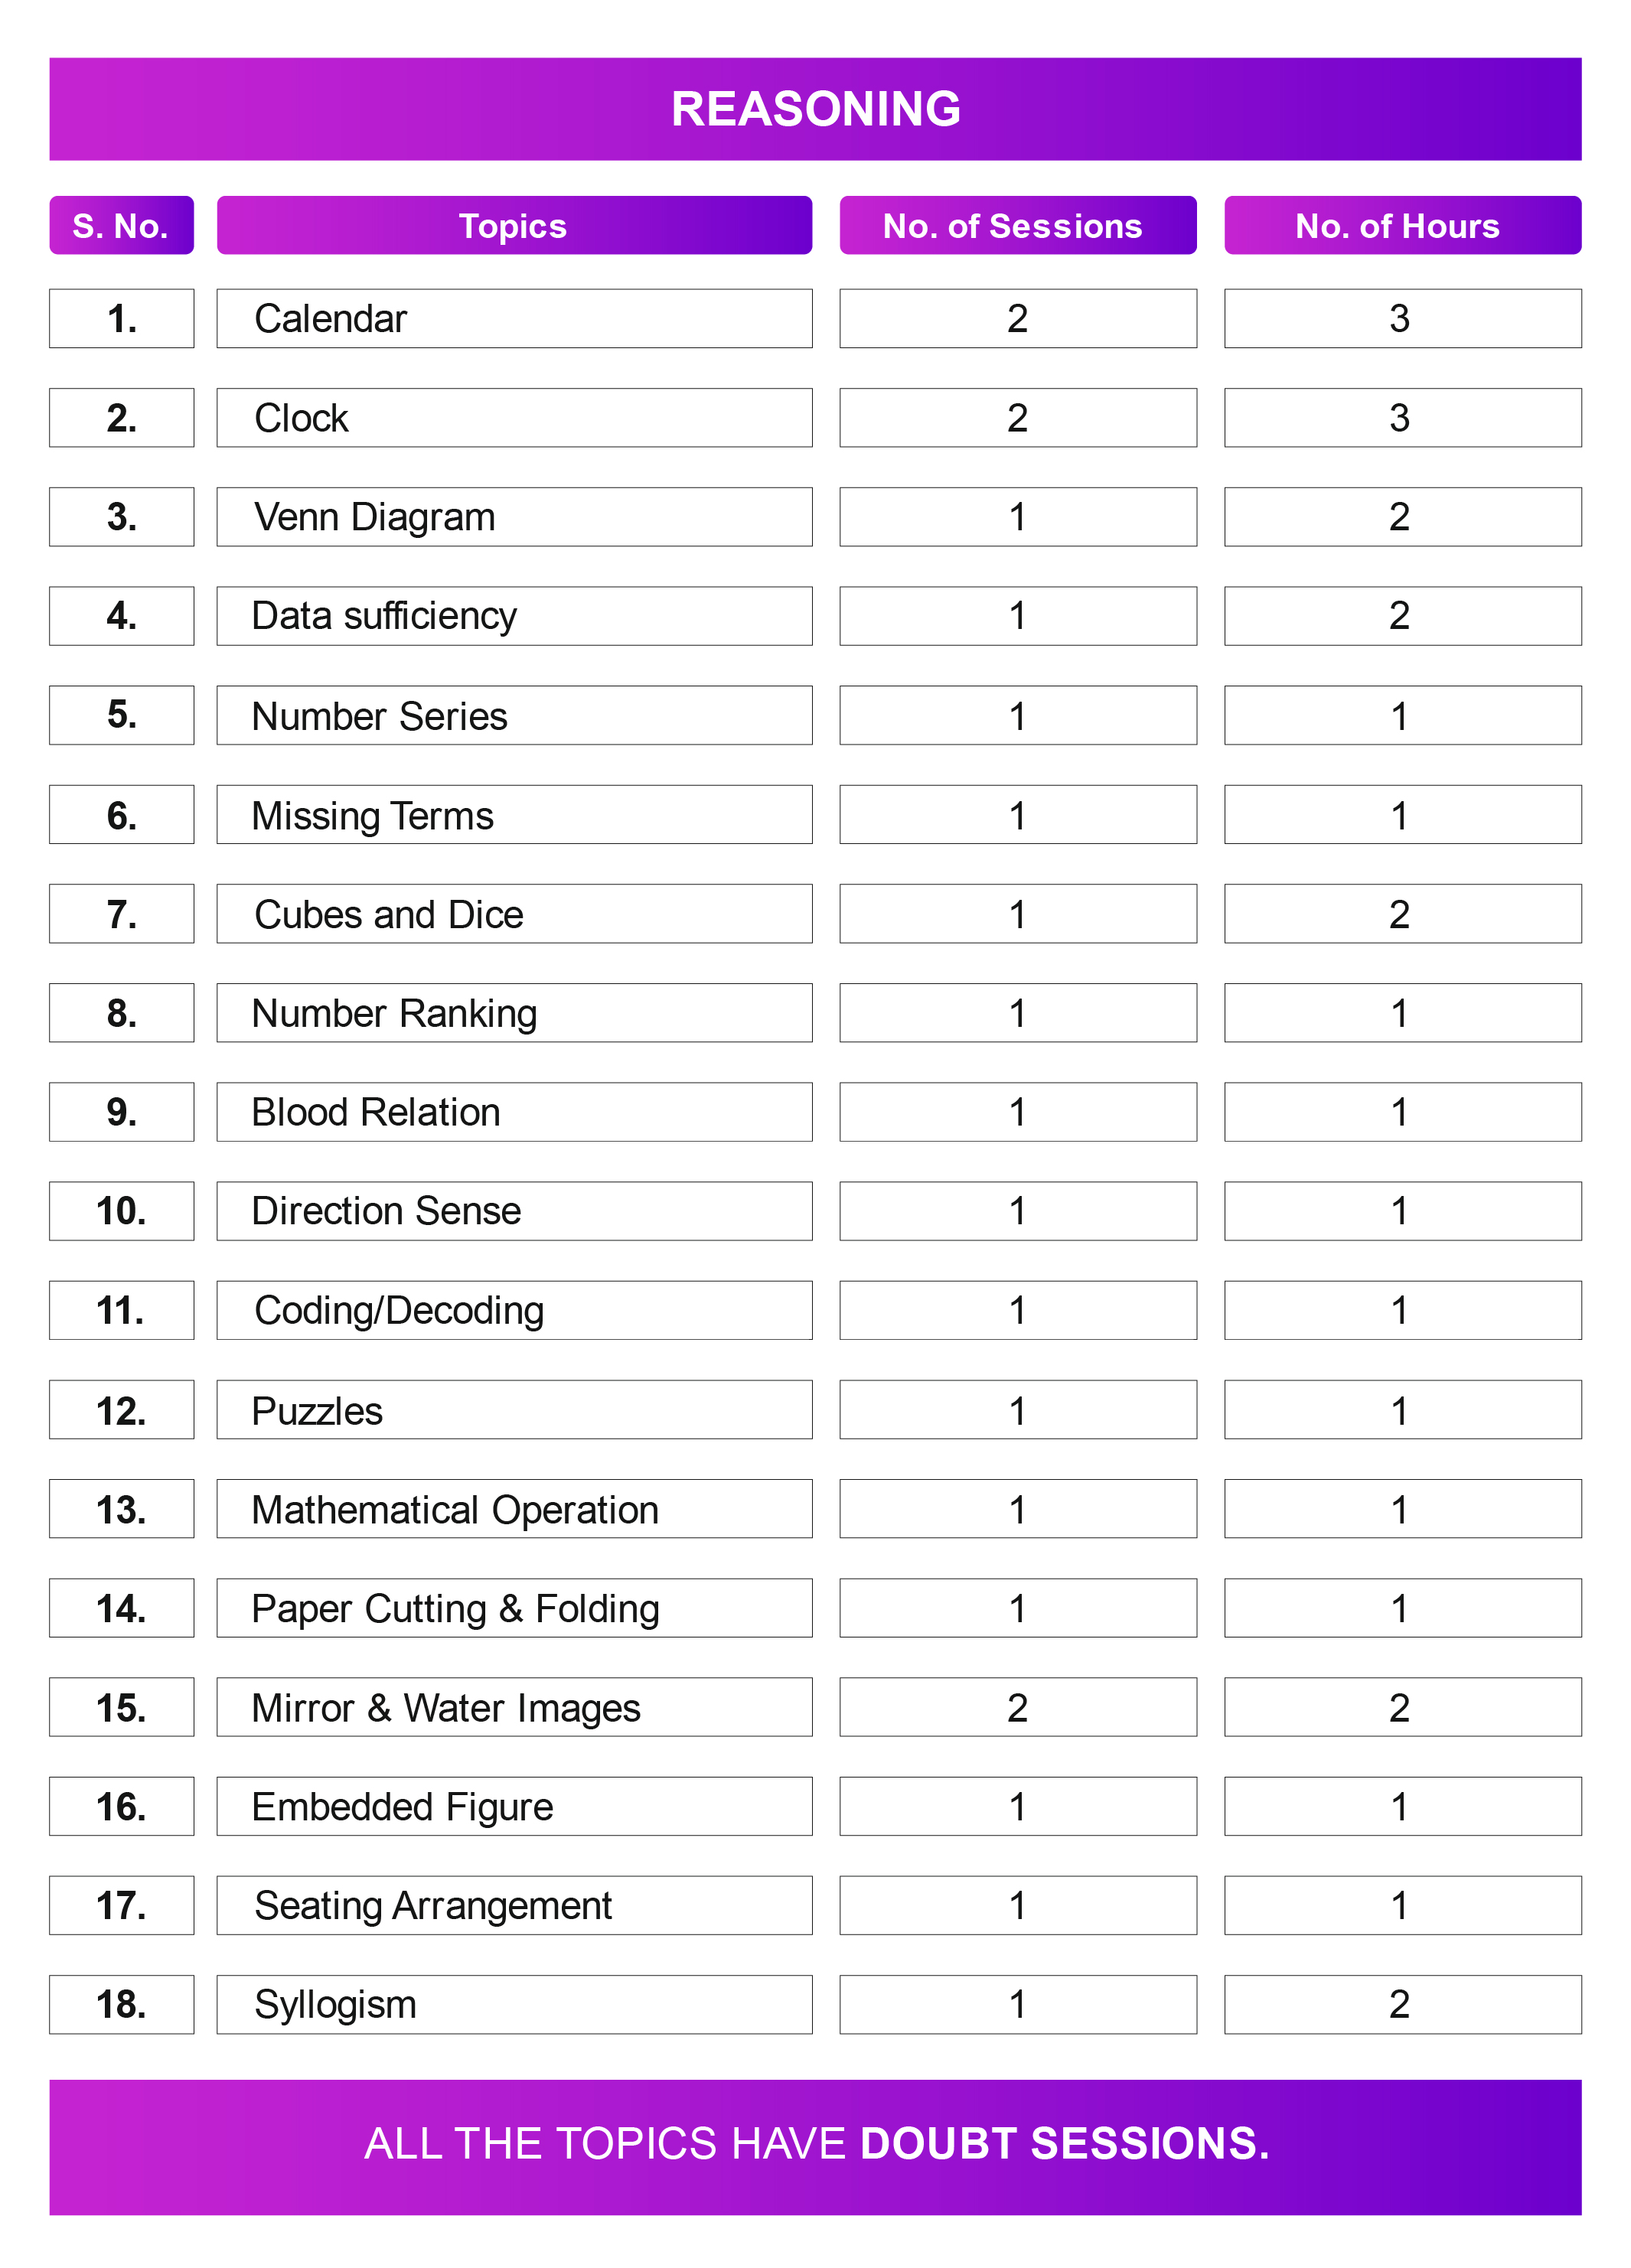 REASONING
S. No. Topics No. of Sessions No. of Hours
1. Calendar 2 3
2. Clock 2 3
3. Venn Diagram 1 2
4. Data sufficiency 1 2
5. Number Series 1 1
6. Missing Terms 1 1
7. Cubes and Dice 1 2
8. Number Ranking 1 1
9. Blood Relation 1 1
10. Direction Sense 1 1
11. Coding/Decoding 1 1
12. Puzzles 1 1
13. Mathematical Operation 1 1
14. Paper Cutting & Folding 1 1
15. Mirror & Water Images 2 2
16. Embedded Figure 1 1
17. Seating Arrangement 1 1
18. Syllogism 1 2
ALL THE TOPICS HAVE DOUBT SESSIONS.